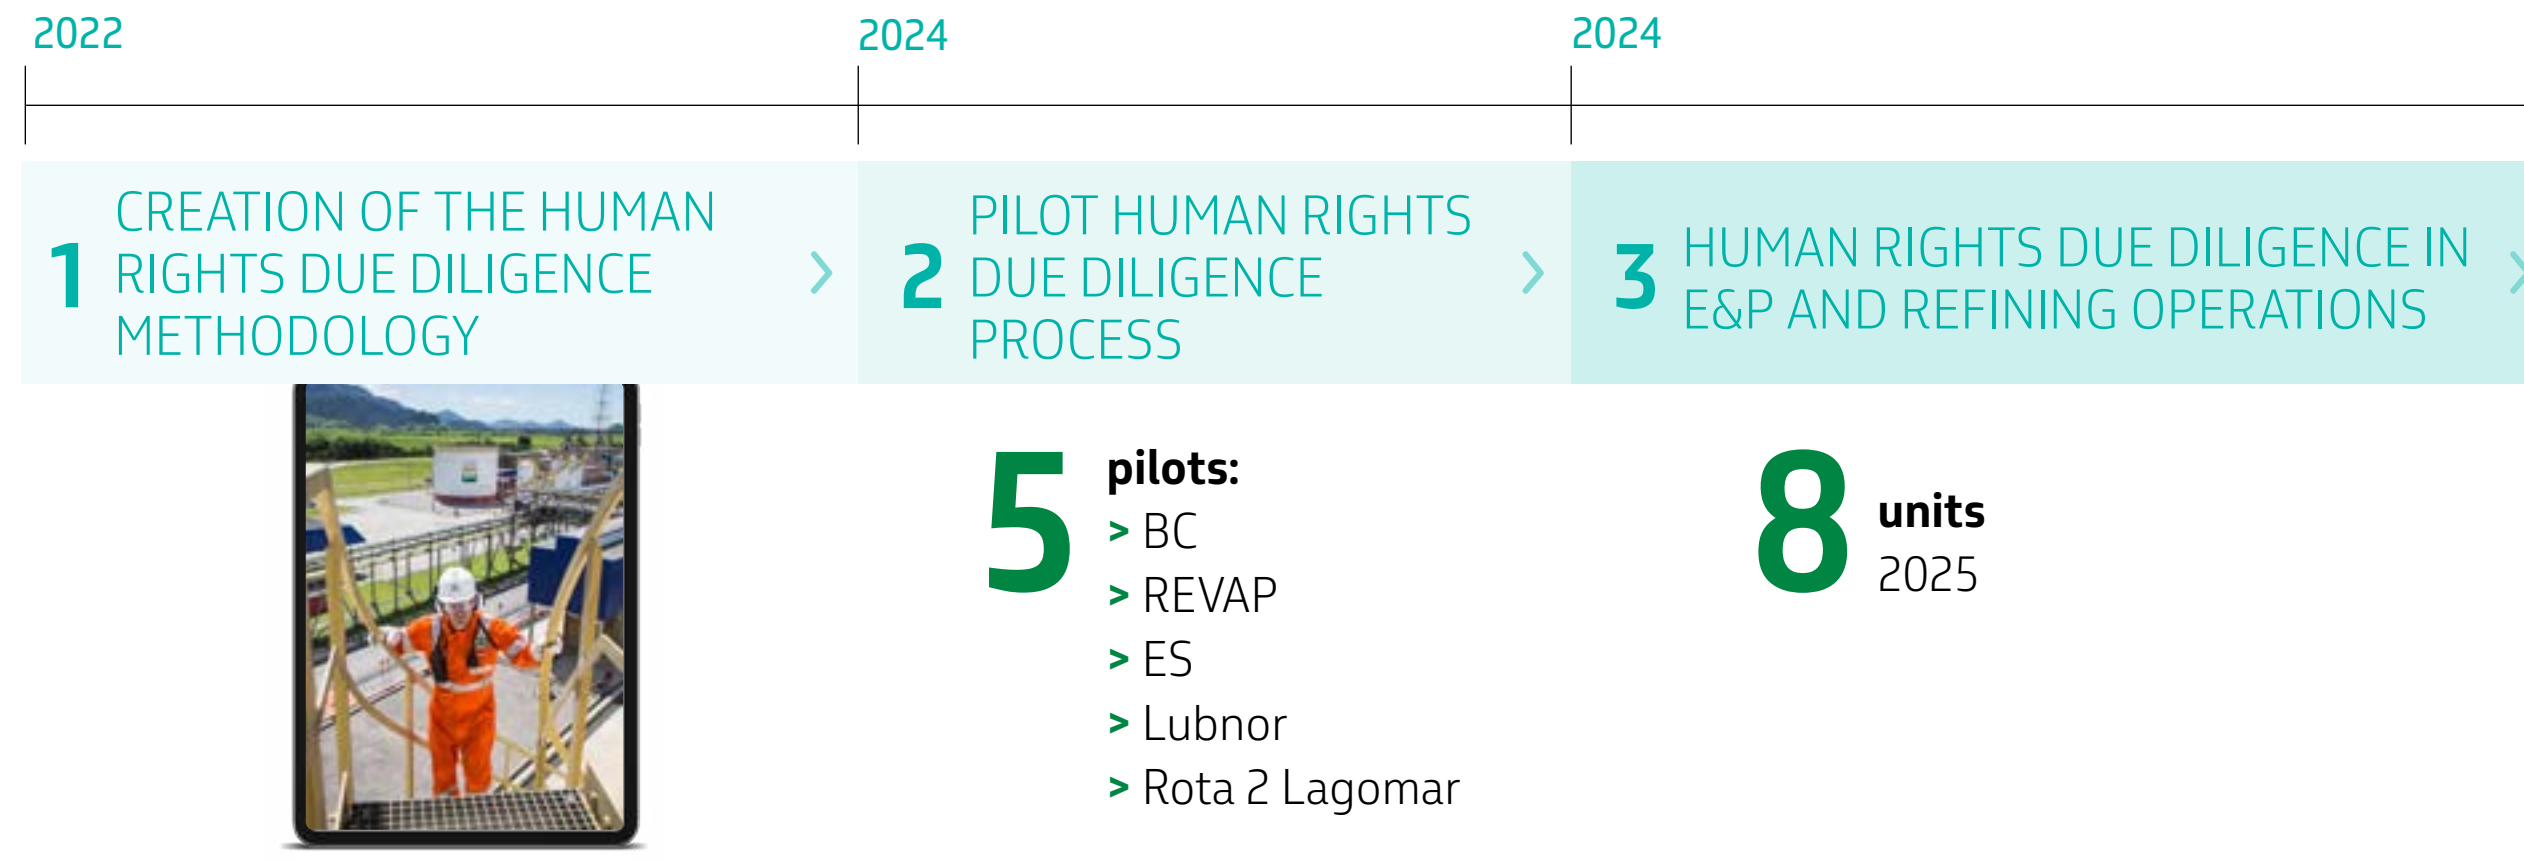 2022
2024
2024
1
CREATION OF THE HUMAN
RIGHTS DUE DILIGENCE
METHODOLOGY
2
PILOT HUMAN RIGHTS
DUE DILIGENCE
PROCESS
3
HUMAN RIGHTS DUE DILIGENCE IN
E&P AND REFINING OPERATIONS
5
pilots:
> BC
> REVAP
> ES
> Lubnor
> Rota 2 Lagomar
8
units
2025